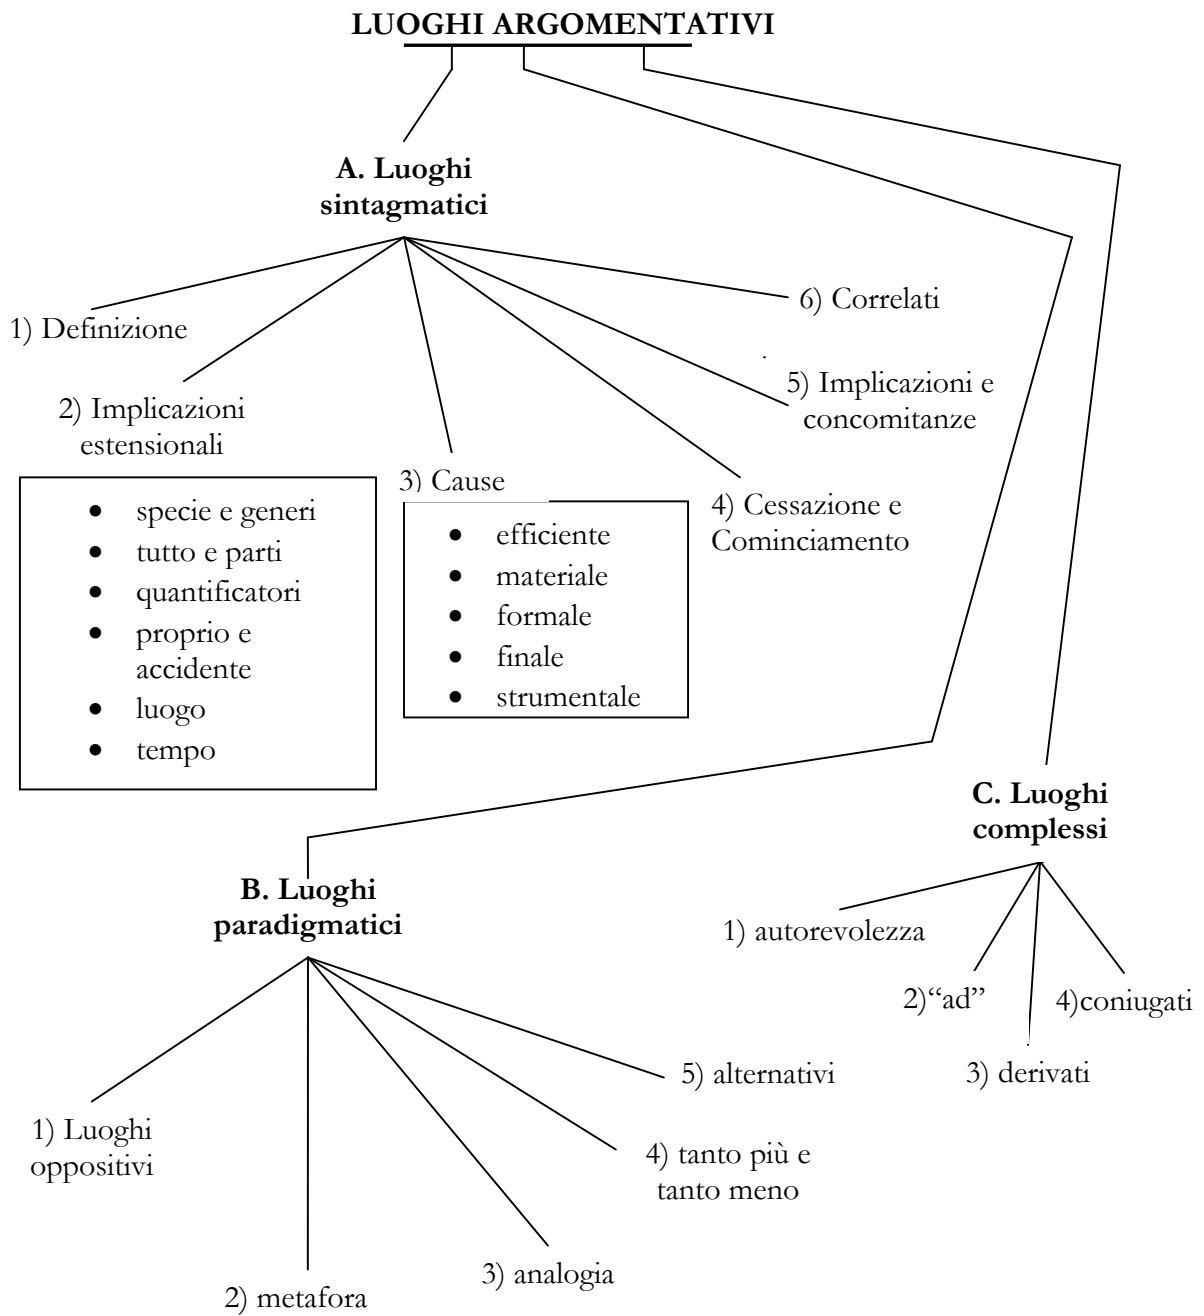 LUOGHI ARGOMENTATIVI
A. Luoghi
sintagmatici
1) Definizione
2) Implicazioni
estensionali
• specie e generi
• tutto e parti
• quantificatori
• proprio e
accidente
• luogo
• tempo
3) Cause
• efficiente
• materiale
• formale
• finale
• strumentale
4) Cessazione e
Cominciamento
5) Implicazioni e
concomitanze
6) Correlati
B. Luoghi
paradigmatici
1) Luoghi
oppositivi
2) metafora
3) analogia
4) tanto più e
tanto meno
5) alternativi
C. Luoghi
complessi
1) autorevolezza
2)“ad”
3) derivati
4)coniugati